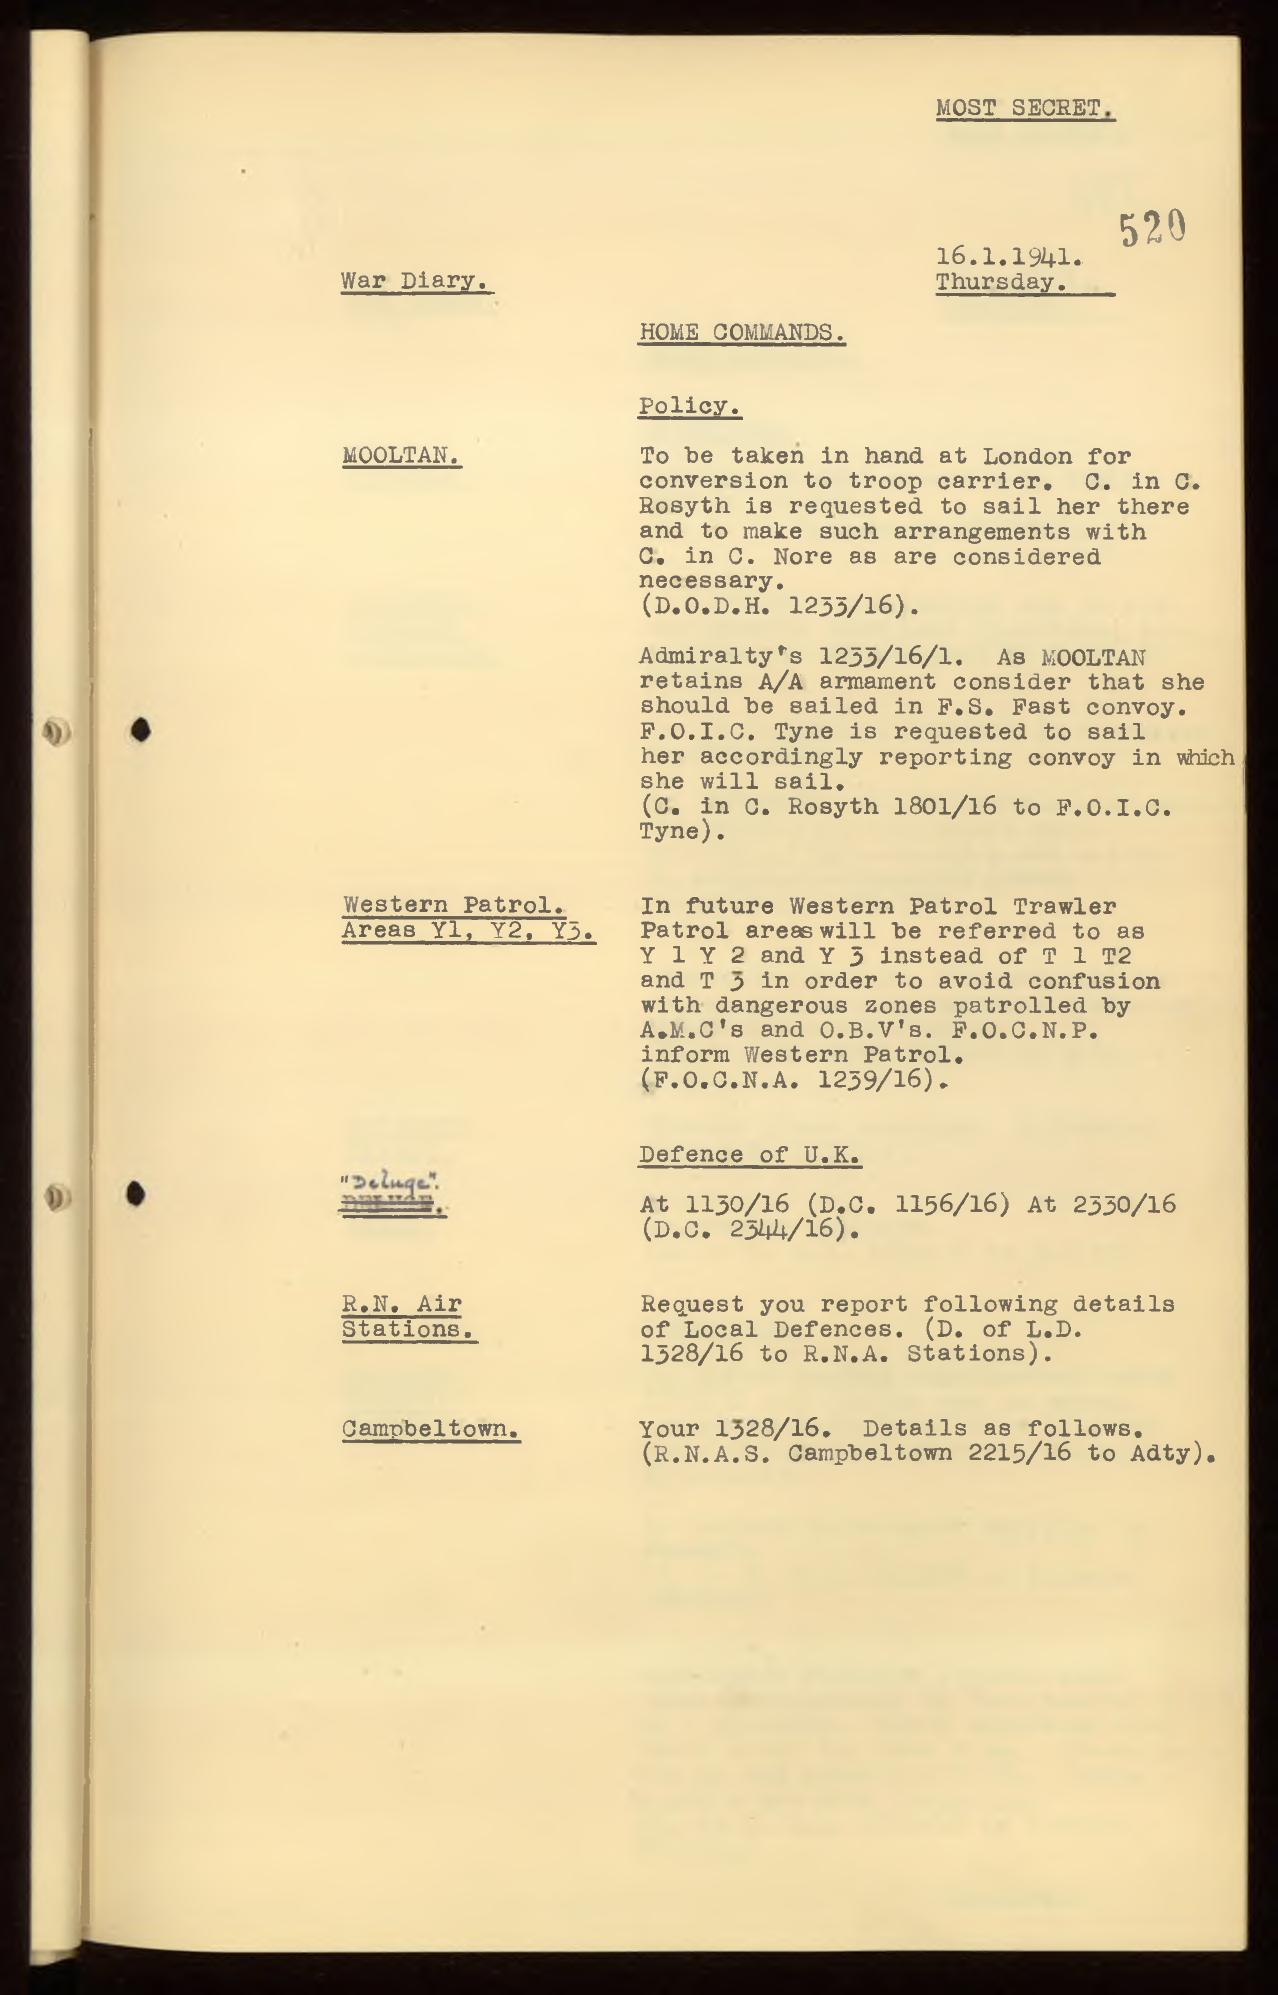 MOST SECRET.
520
16.1.1941.
War Diary.
Thursday.
HOME COMMANDS.
Policy.
MOOLTAN.
To be taken in hand at London for
conversion to troop carrier. C. in C.
Rosyth is requested to sail her there
and to make such arrangements with
C. in C. Nore as are considered
necessary.
(D.O.D.H. 1233/16).
Admiralty's 1233/16/1. As MOOLTAN
retains A/A armament consider that she
should be sailed in F.S. Fast convoy.
F.O.I.C. Tyne is requested to sail
her accordingly reporting convoy in which
she will sail.
(C. in C. Rosyth 1801/16 to F.O.I.C.
Tyne).
Western Patrol.
Areas Y1, Y2, Y3.
In future Western Patrol Trawler
Patrol areas will be referred to as
Y 1 Y 2 and Y 3 instead of T 1 T2
and T 3 in order to avoid confusion
with dangerous zones patrolled by
A.M.C's and O.B.V's. F.O.C.N.P.
inform Western Patrol.
(F.O.C.N.A. 1239/16).
Defence of U.K.
"Deluge".
At 1130/16 (D.C. 1156/16) At 2330/16
(D.C. 2344/16).
R.N. Air
Stations.
Request you report following details
of Local Defences. (D. of L.D.
1328/16 to R.N.A. Stations).
Campbeltown.
Your 1328/16. Details as follows.
(R.N.A.S. Campbeltown 2215/16 to Adty).